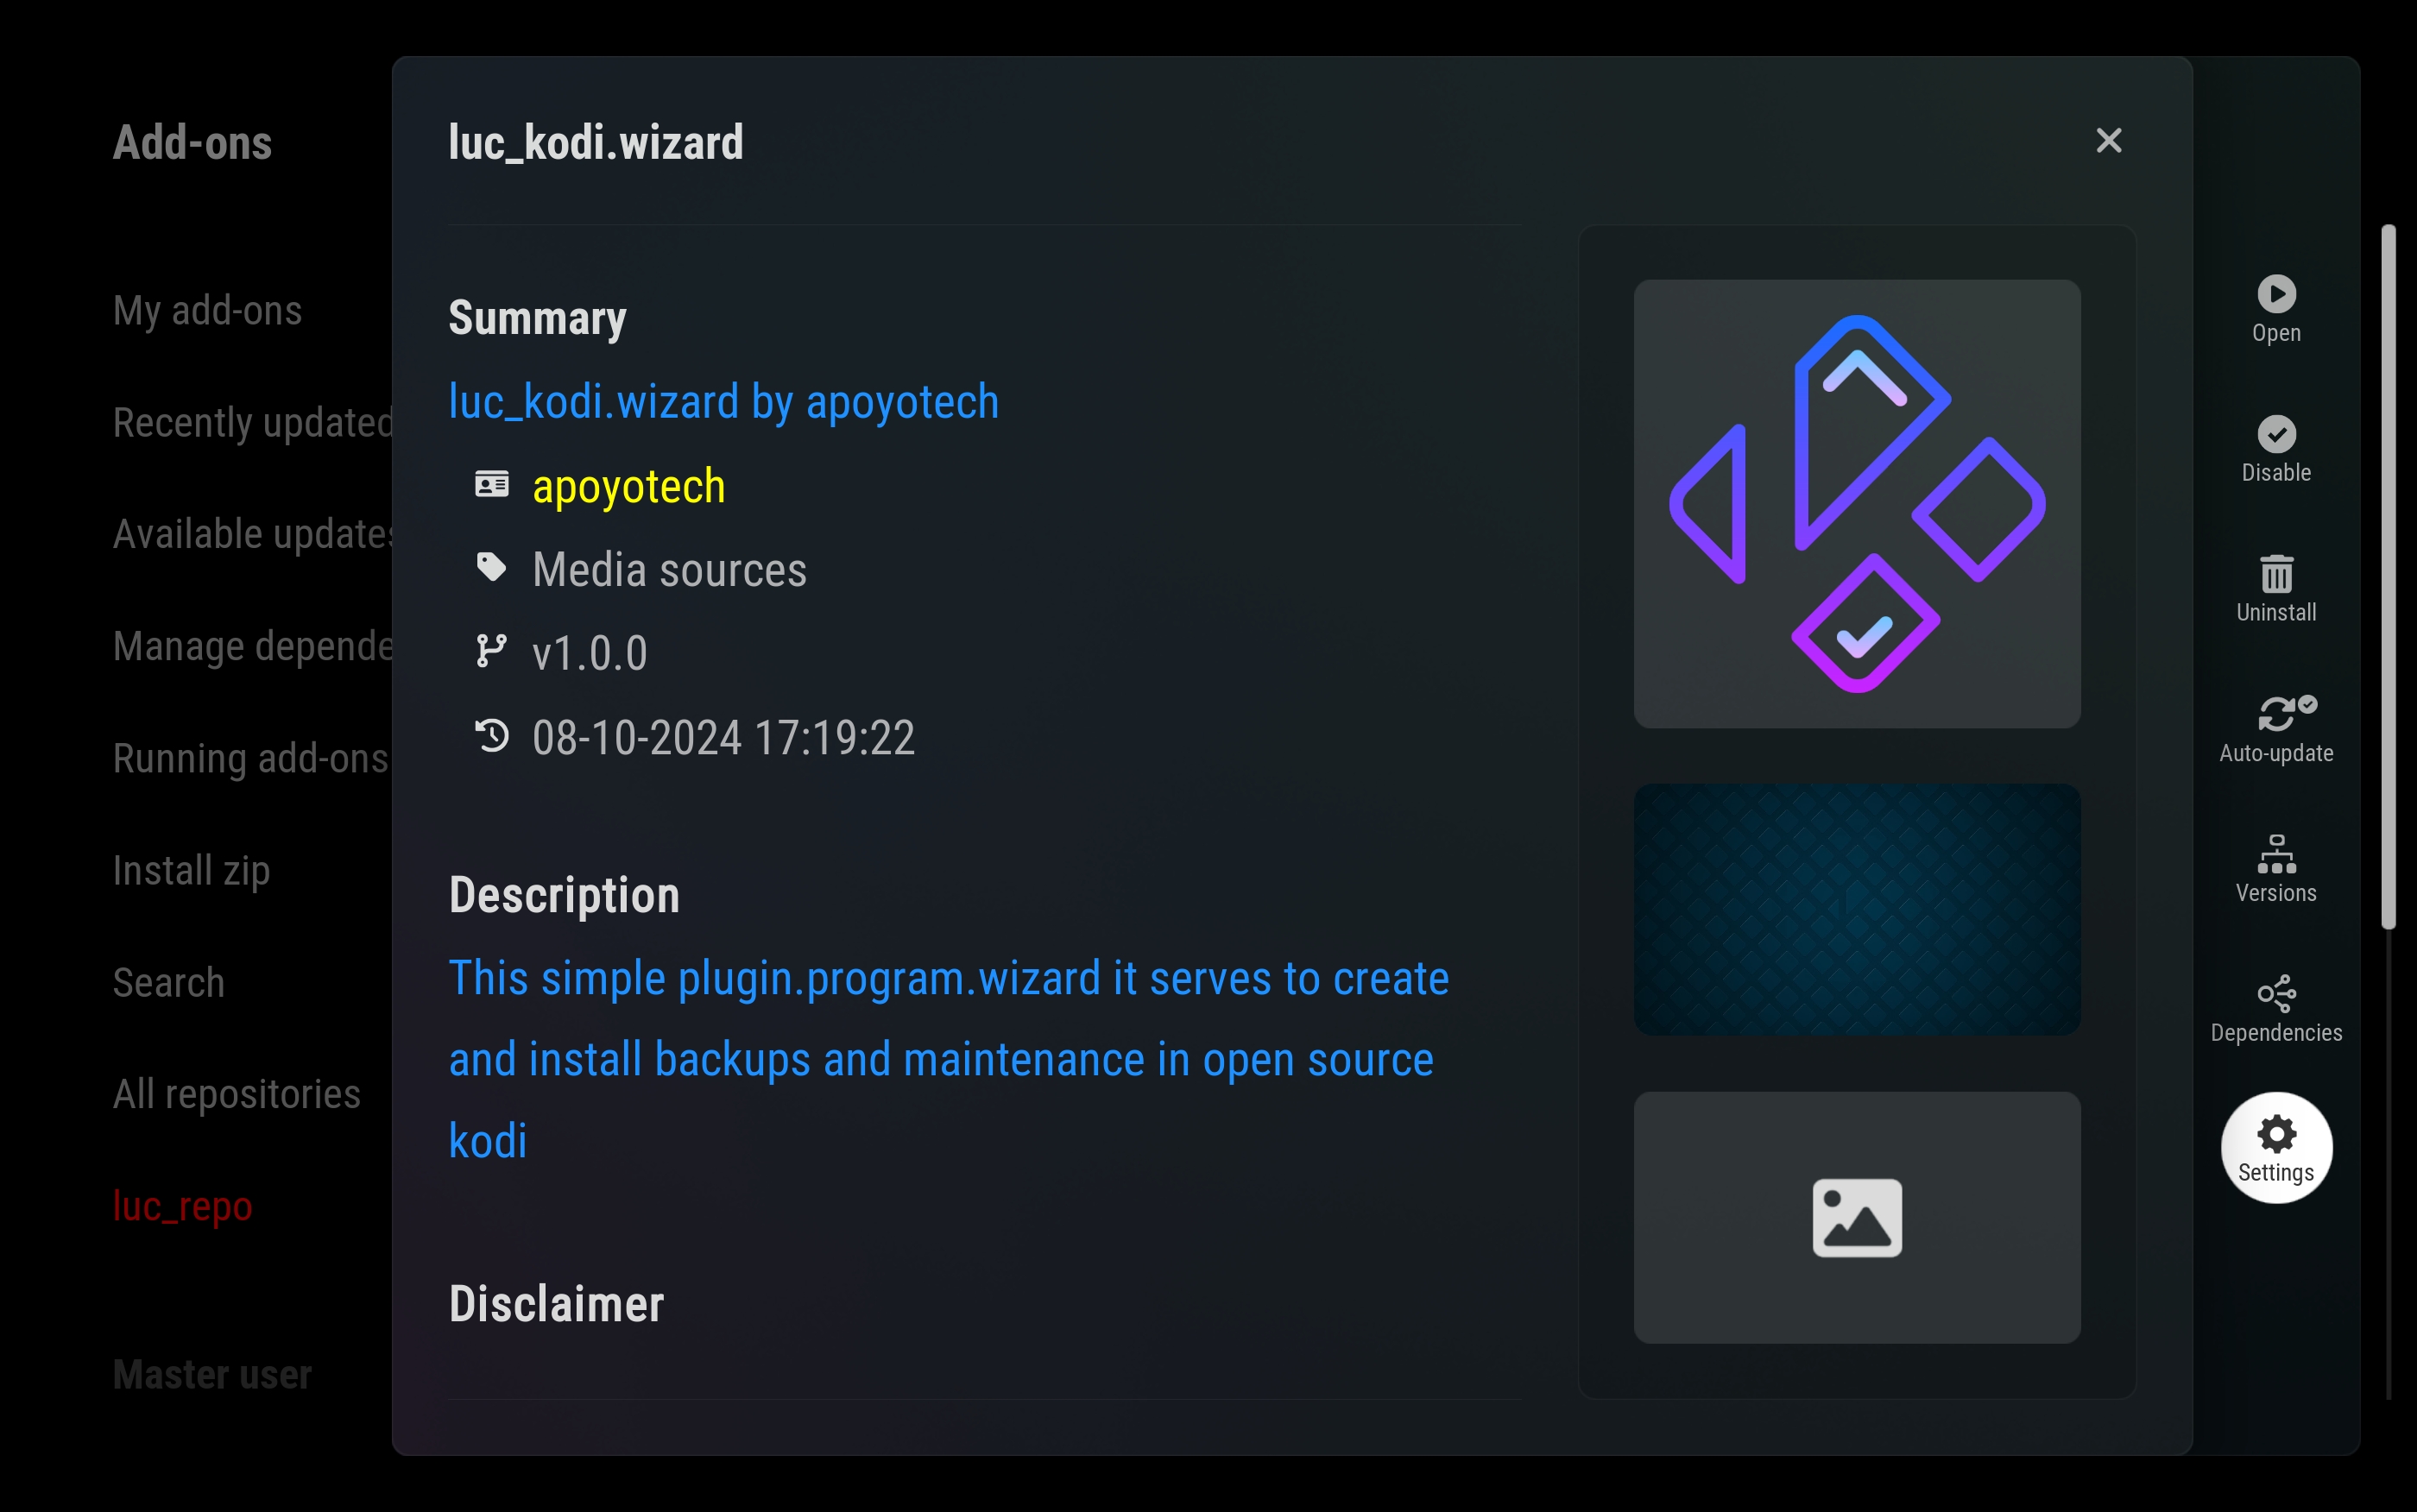 Add-ons
My add-ons
Recently updated
Available updates
Manage depende
Running add-ons
Install zip
Search
All repositories
luc_repo
Master user
luc_kodi.wizard
Summary
luc_kodi.wizard by apoyotech
apoyotech
Media sources
v1.0.0
08-10-2024 17:19:22
Description
This simple plugin.program.wizard it serves to create
and install backups and maintenance in open source
kodi
Disclaimer
Open
Disable
Uninstall
Auto-update
Versions
Dependencies
Settings